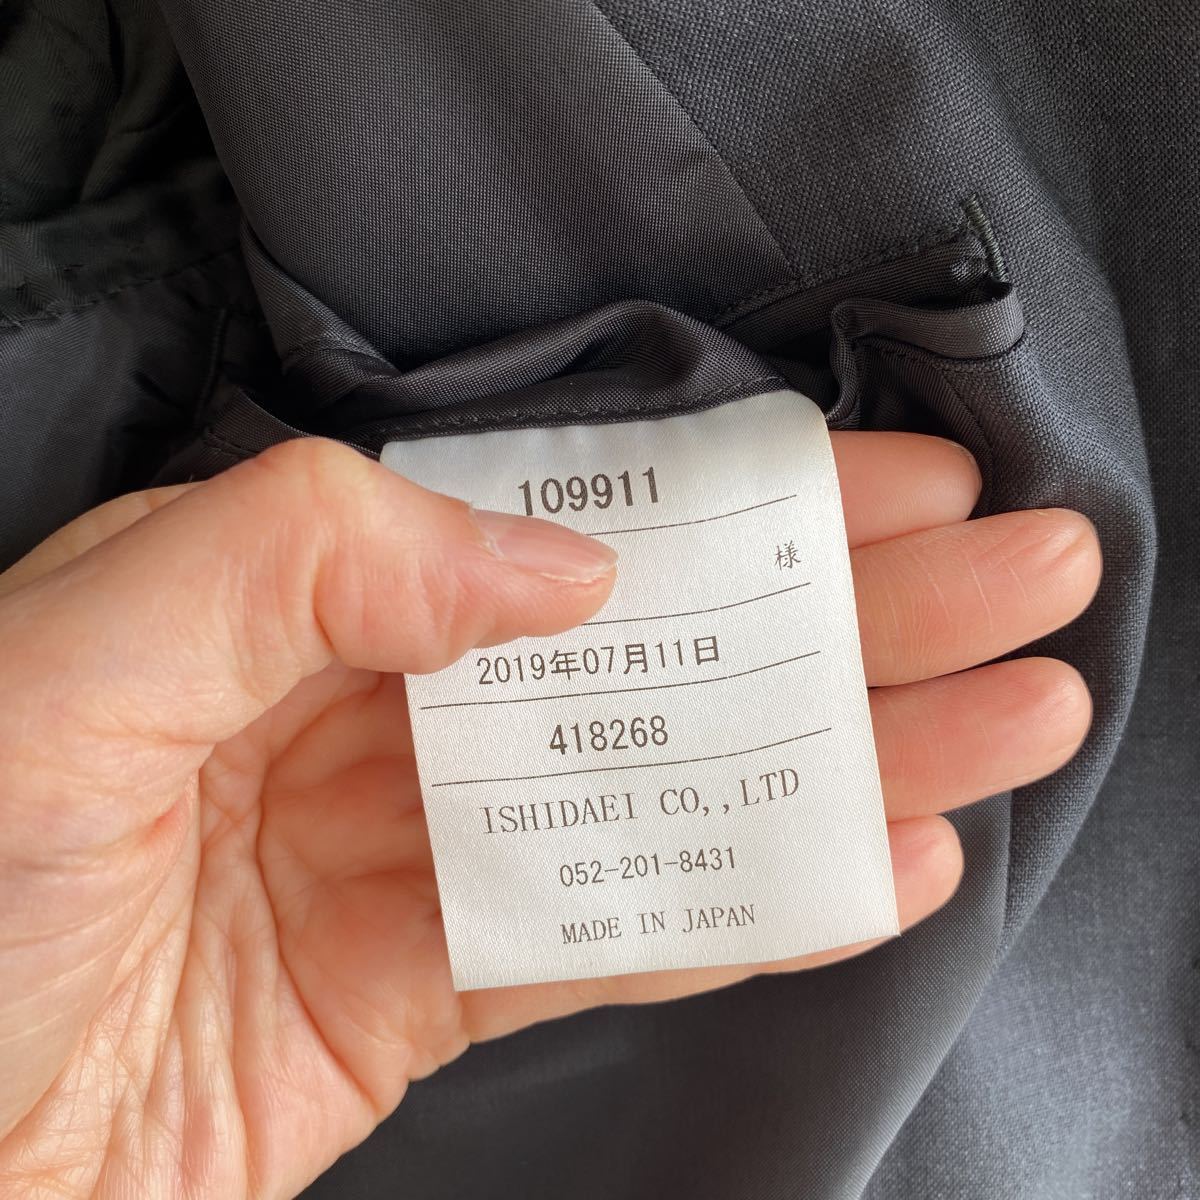 109911
様
2019年07月11日
418268
ISHIDAEI CO,,LTD
052-201-8431
MADE IN JAPAN